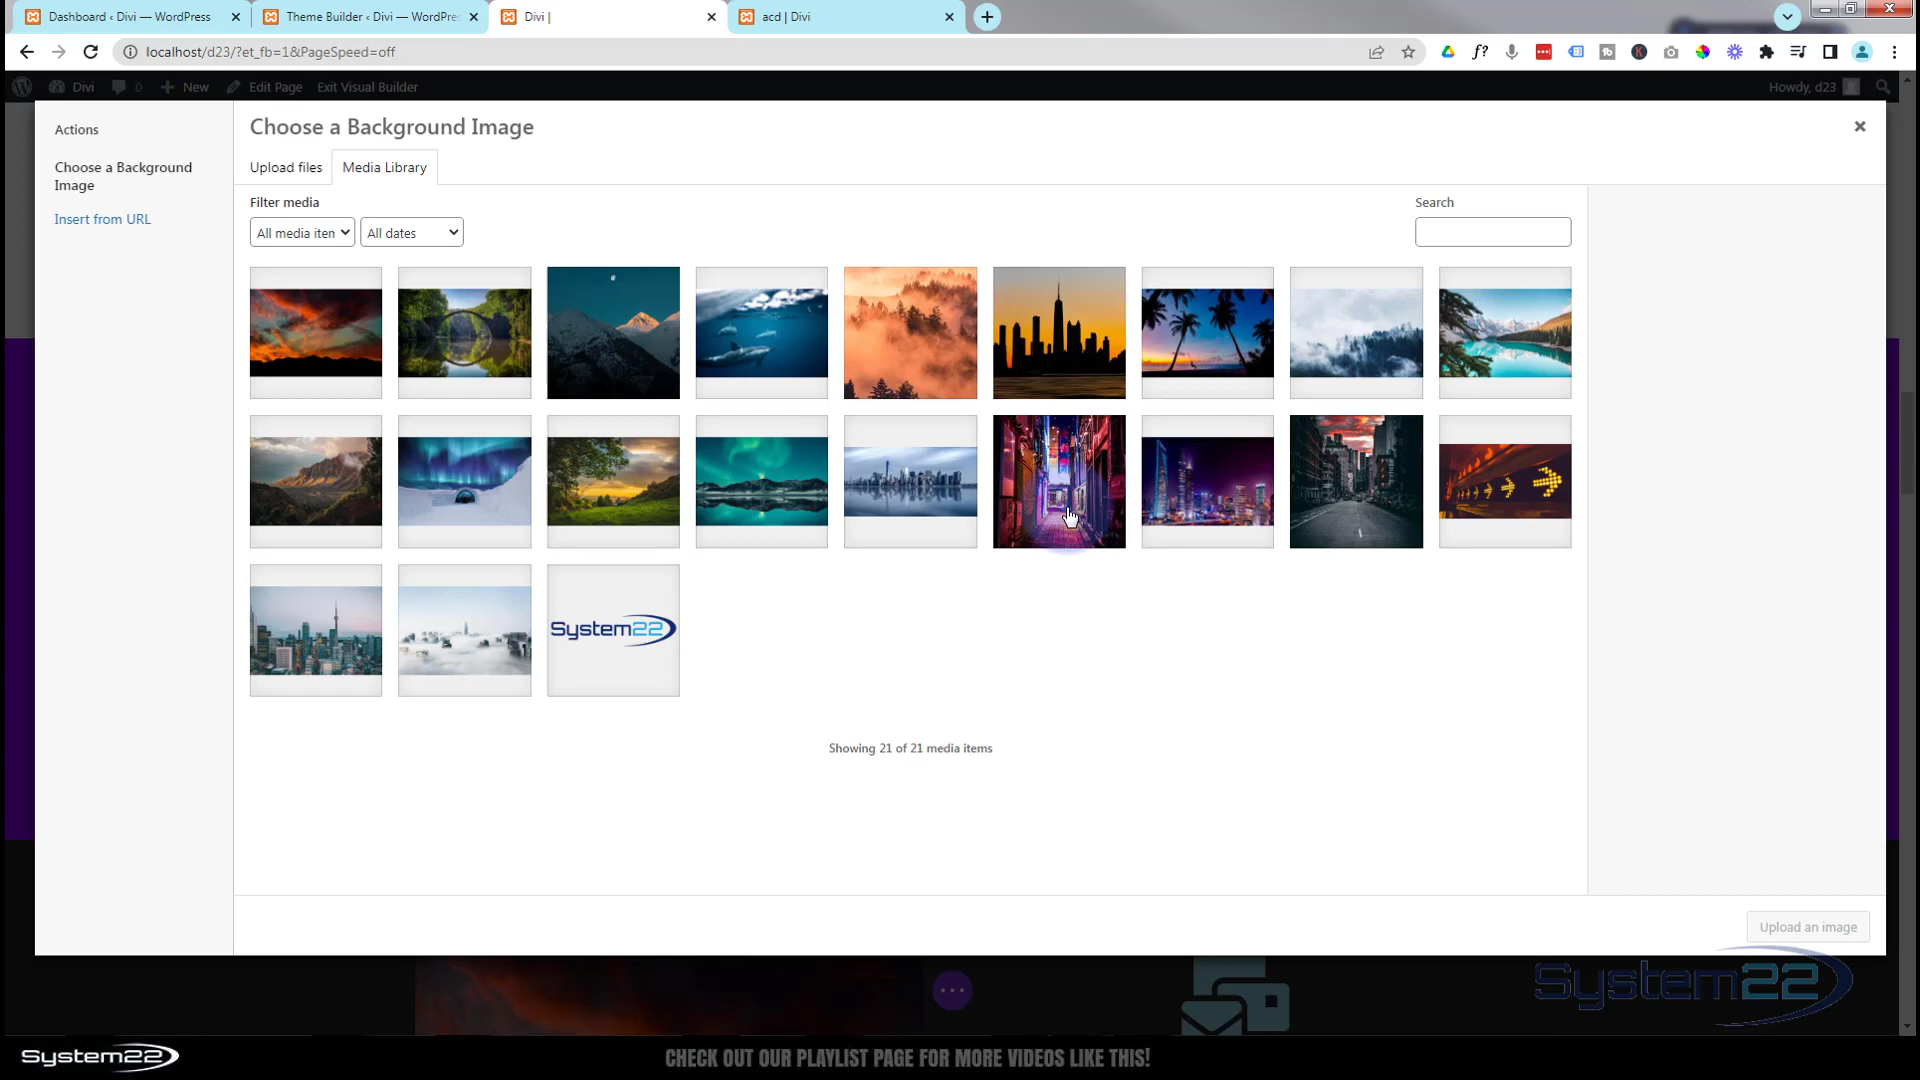 Dashboard ‹ Divi — WordPress
Theme Builder ‹ Divi — WordPre
Divi |
acd | Divi
localhost/d23/?et_fb=1&PageSpeed=off
Divi
0
New
Edit Page
Exit Visual Builder
Howdy, d23
Actions
Choose a Background
Image
Insert from URL
Choose a Background Image
Upload files
Media Library
Filter media
Search
All media iten
All dates
System22
Showing 21 of 21 media items
Upload an image
System22
System22
CHECK OUT OUR PLAYLIST PAGE FOR MORE VIDEOS LIKE THIS!